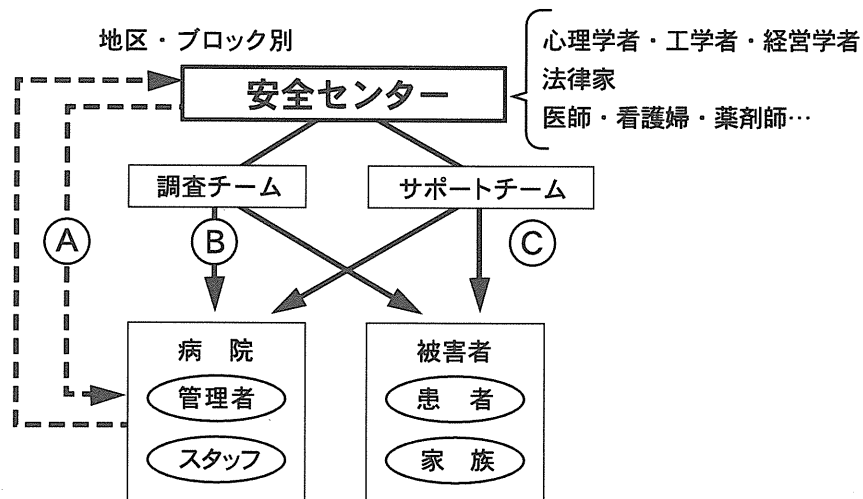 地区・ブロック別
安全センター
心理学者・工学者・経営学者
法律家
医師・看護婦・薬剤師…
調査チーム
サポートチーム
A
B
C
病 院
管理者
スタッフ
被害者
患 者
家 族